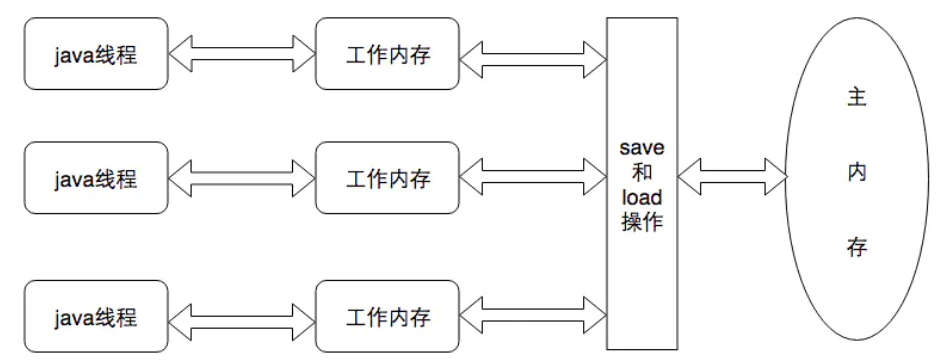 java线程
工作内存
java线程
工作内存
java线程
工作内存
save
和
load
操作
主
内
存